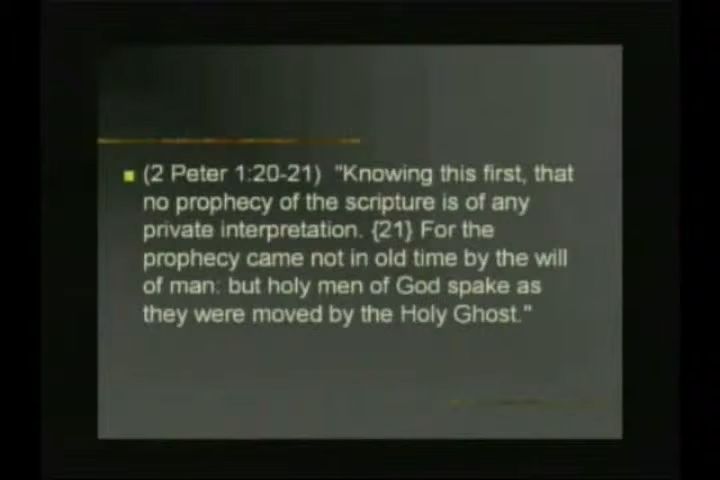 (2 Peter 1:20-21) "Knowing this first, that
no prophecy of the scripture is of any
private interpretation. {21} For the
prophecy came not in old time by the will
of man: but holy men of God spake as
they were moved by the Holy Ghost."